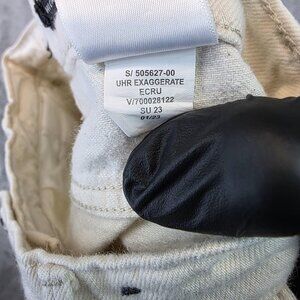 S/ 505627-00
UHR EXAGGERATE
ECRU
V/700028122
SU 23
01/23